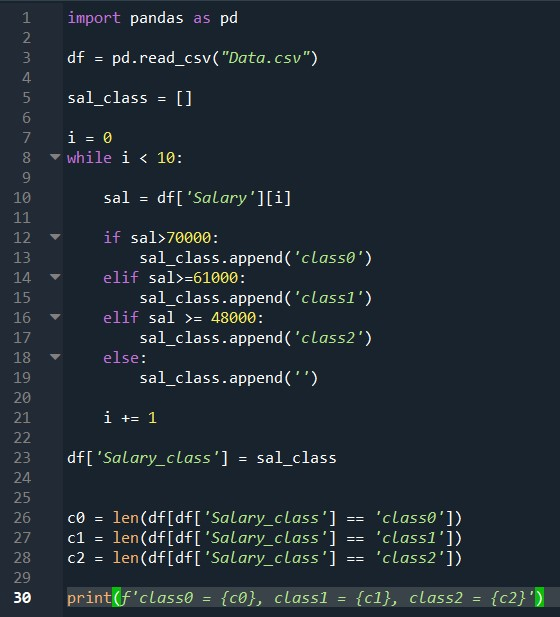 1 import pandas as pd
2
3 df = pd.read_csv("Data.csv")
4
5 sal_class = []
6
7 i = 0
8 while i < 10:
9
10     sal = df['Salary'][i]
11
12     if sal>70000:
13         sal_class.append('class0')
14     elif sal>=61000:
15         sal_class.append('class1')
16     elif sal >= 48000:
17         sal_class.append('class2')
18     else:
19         sal_class.append('')
20
21     i += 1
22
23 df['Salary_class'] = sal_class
24
25
26 c0 = len(df[df['Salary_class'] == 'class0'])
27 c1 = len(df[df['Salary_class'] == 'class1'])
28 c2 = len(df[df['Salary_class'] == 'class2'])
29
30 print(f'class0 = {c0}, class1 = {c1}, class2 = {c2}')